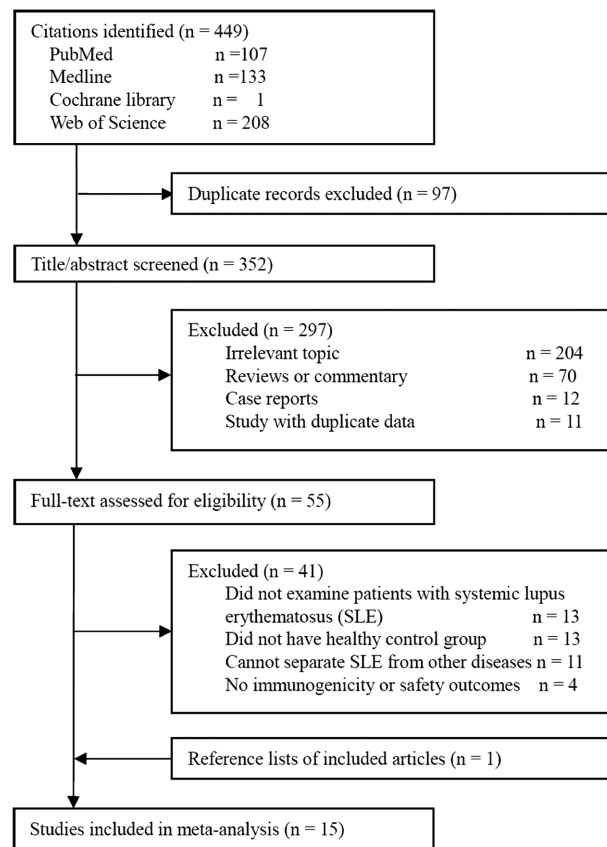 Citations identified (n = 449)
PubMed n =107
Medline n =133
Cochrane library n = 1
Web of Science n = 208
Duplicate records excluded (n = 97)
Title/abstract screened (n = 352)
Excluded (n = 297)
Irrelevant topic n = 204
Reviews or commentary n = 70
Case reports n = 12
Study with duplicate data n = 11
Full-text assessed for eligibility (n = 55)
Excluded (n = 41)
Did not examine patients with systemic lupus
erythematosus (SLE) n = 13
Did not have healthy control group n = 13
Cannot separate SLE from other diseases n = 11
No immunogenicity or safety outcomes n = 4
Reference lists of included articles (n = 1)
Studies included in meta-analysis (n = 15)